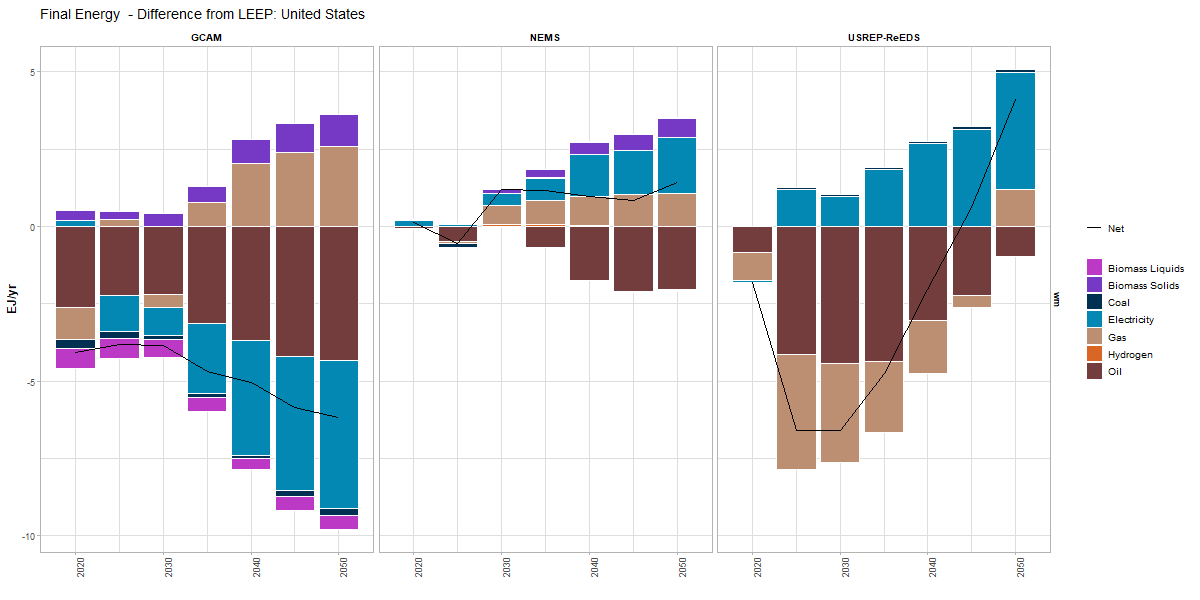 Final Energy  - Difference from LEEP: United States
GCAM
NEMS
USREP-ReEDS
EJ/yr
5
0
-5
-10
2020
2030
2040
2050
2020
2030
2040
2050
2020
2030
2040
2050
wm
Net
Biomass Liquids
Biomass Solids
Coal
Electricity
Gas
Hydrogen
Oil